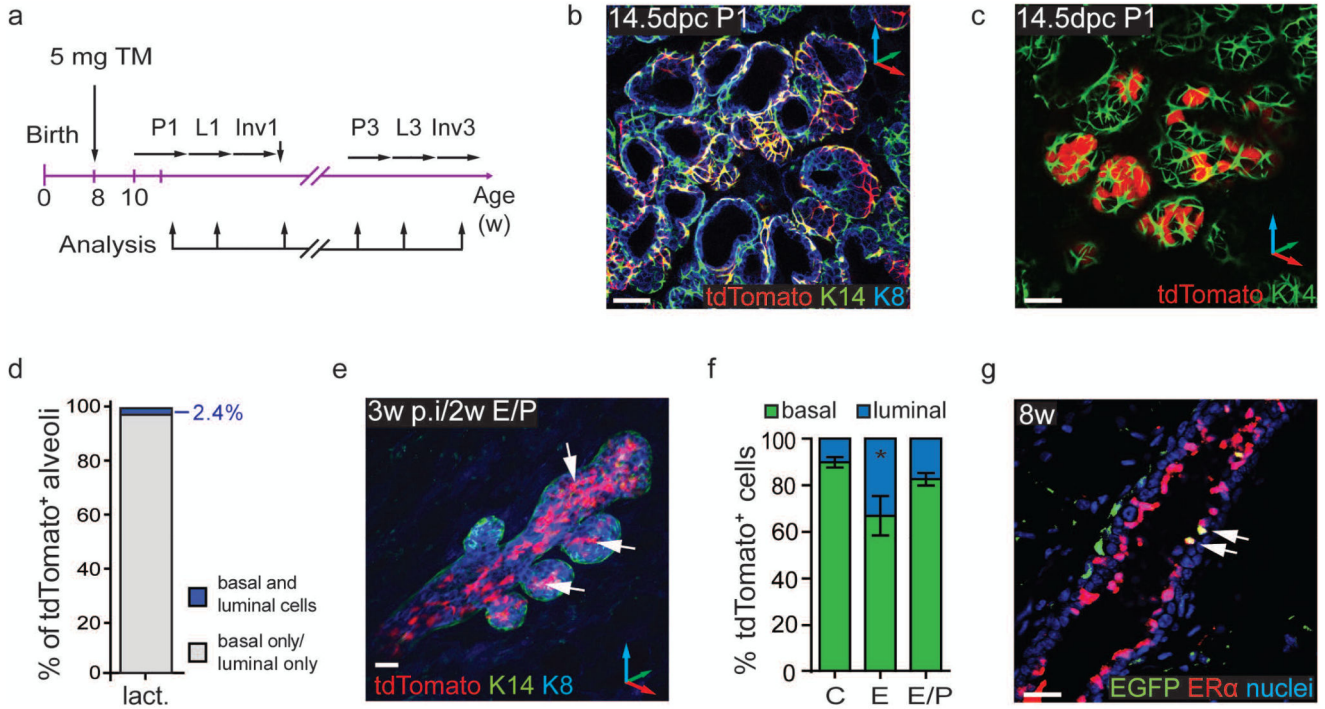 a
5 mg TM
Birth
P1 L1 Inv1 P3 L3 Inv3
0 8 10
Age
(w)
Analysis
b
14.5dpc P1
tdTomato K14 K8
c
14.5dpc P1
tdTomato K14
d
% of tdTomato+ alveoli
100
80
60
40
20
0
2.4%
basal and
luminal cells
basal only/
luminal only
lact.
e
3w p.i/2w E/P
tdTomato K14 K8
f
basal luminal
% tdTomato+ cells
100
80
60
40
20
0
*
C E E/P
g
8w
EGFP ERα nuclei